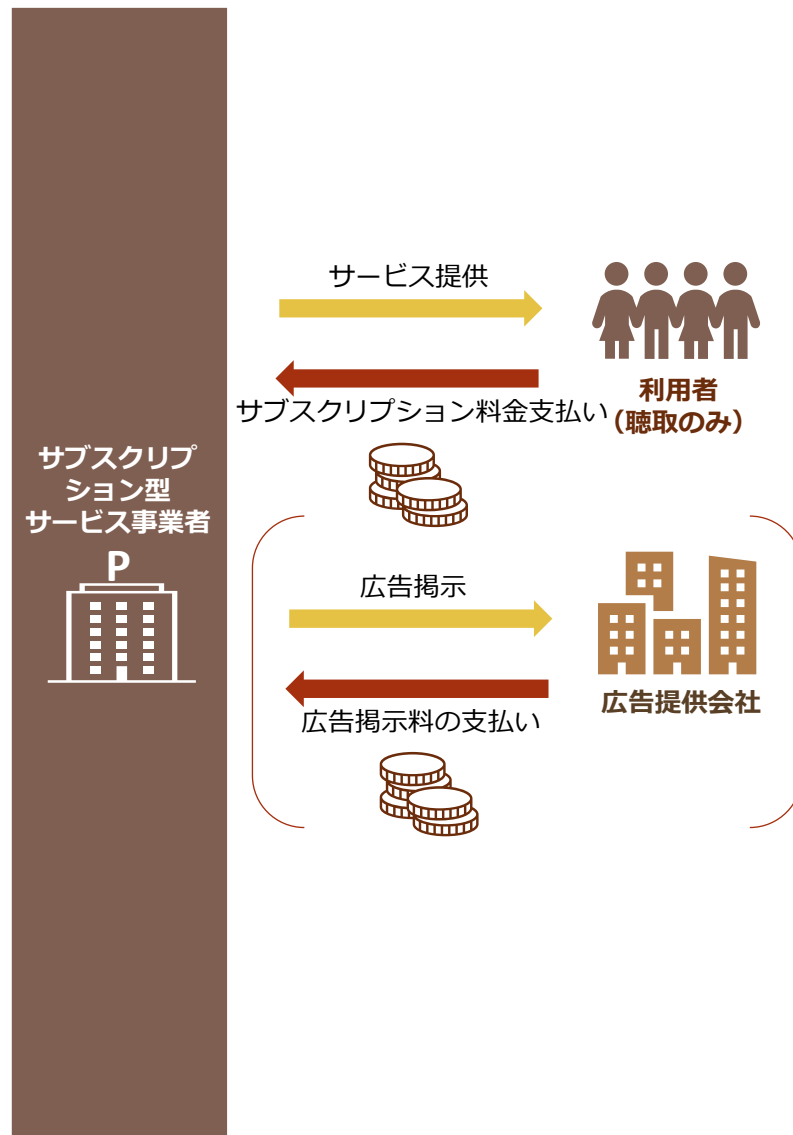 サービス提供
利用者
(聴取のみ)
サブスクリプション料金支払い
サブスクリプ
ション型
サービス事業者
P
広告掲示
広告提供会社
広告掲示料の支払い